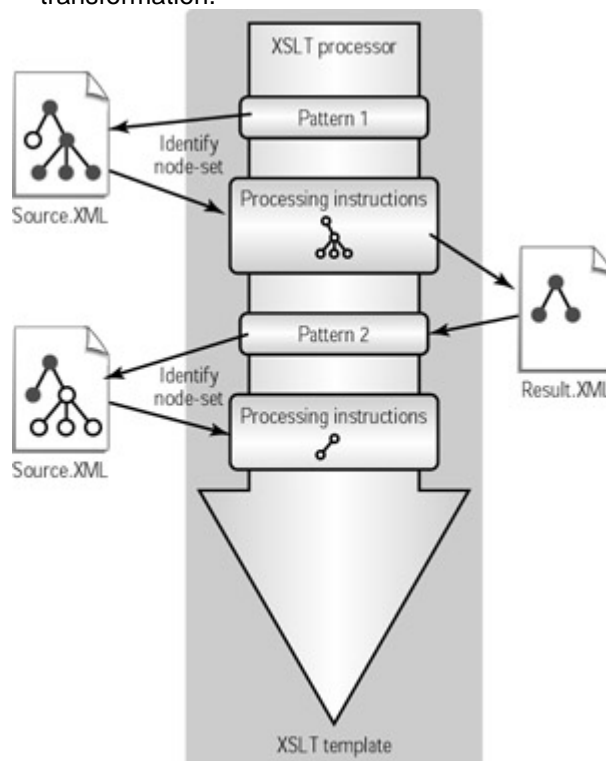 transformation.
XSLT processor
Pattern 1
Identify
node-set
Processing instructions
Source.XML
Pattern 2
Result.XML
Identify
node-set
Processing instructions
Source.XML
XSLT template